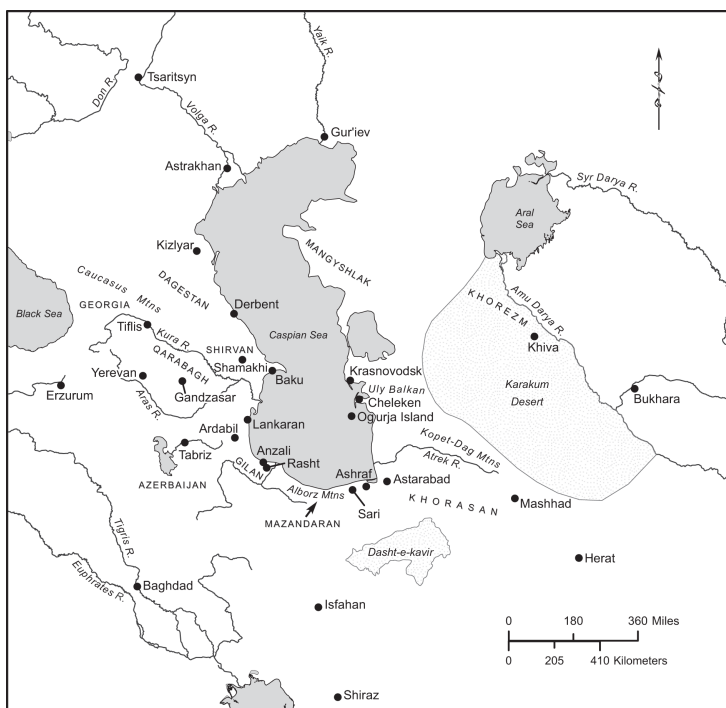 Yaik R.
Tsaritsyn
Don R.
Volga R.
Gur'iev
Astrakhan
Syr Darya R.
Aral
Sea
Kizlyar
MANGYSHLAK
Caucasus Mtns
DAGESTAN
GEORGIA
Black Sea
Derbent
Amu Darya R.
KHOREZM
Tiflis
Caspian Sea
Kura R.
SHIRVAN
Khiva
QARABAGH
Shamakhi
Yerevan
Baku
Krasnovodsk
Uly Balkan
Karakum
Desert
Erzurum
Gandzasar
Aras R.
Cheleken
Bukhara
Ogurja Island
Lankaran
Ardabil
Tabriz
Anzali
Rasht
GILAN
Kopet-Dag Mtns
Atrek R.
AZERBAIJAN
Alborz Mtns
Ashraf
Astarabad
Sari
KHORASAN
Mashhad
MAZANDARAN
Tigris R.
Dasht-e-kavir
Herat
Euphrates R.
Baghdad
Isfahan
0 180 360 Miles
0 205 410 Kilometers
Shiraz